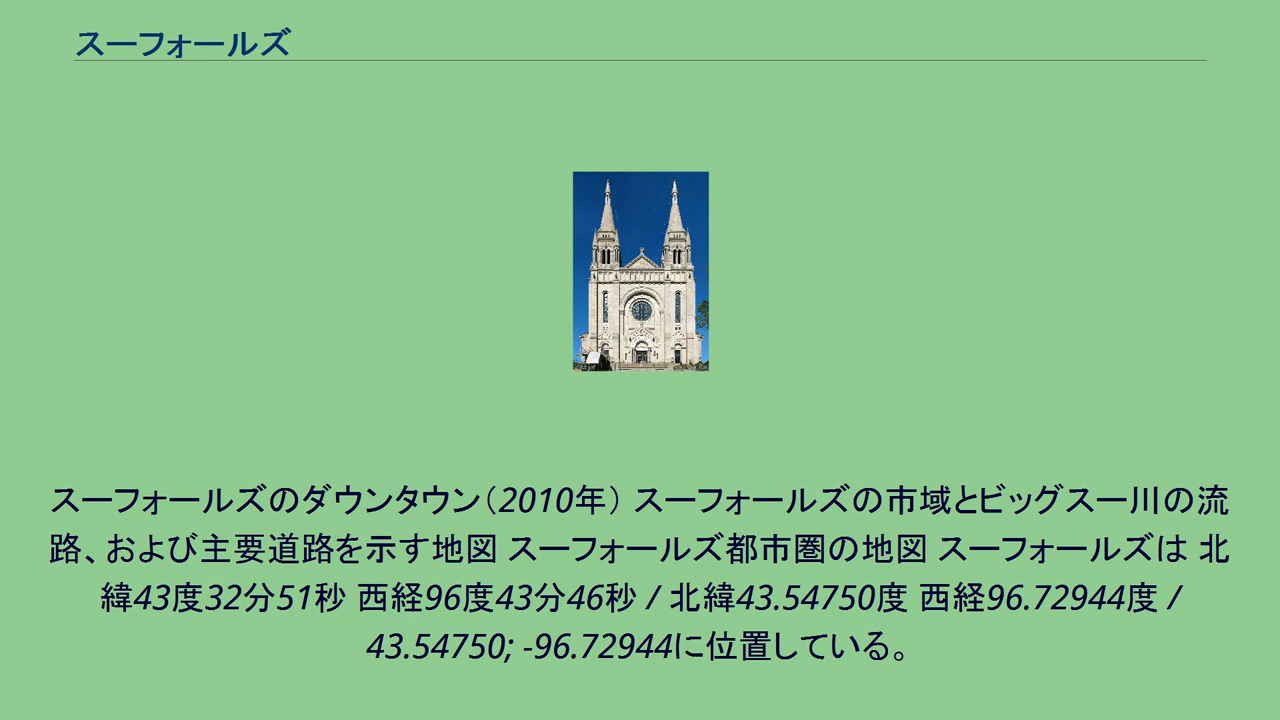 スーフォールズ
スーフォールズのダウンタウン（2010年） スーフォールズの市域とビッグスー川の流
路、および主要道路を示す地図 スーフォールズ都市圏の地図 スーフォールズは 北
緯43度32分51秒 西経96度43分46秒 / 北緯43.54750度 西経96.72944度 /
43.54750; -96.72944に位置している。